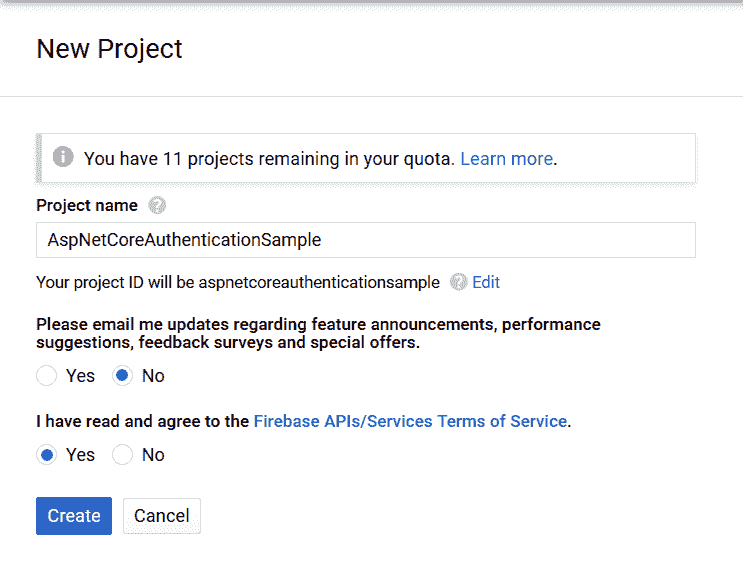 New Project
You have 11 projects remaining in your quota. Learn more.
Project name
AspNetCoreAuthenticationSample
Your project ID will be aspnetcoreauthenticationsample Edit
Please email me updates regarding feature announcements, performance
suggestions, feedback surveys and special offers.
Yes No
I have read and agree to the Firebase APIs/Services Terms of Service.
Yes No
Create Cancel